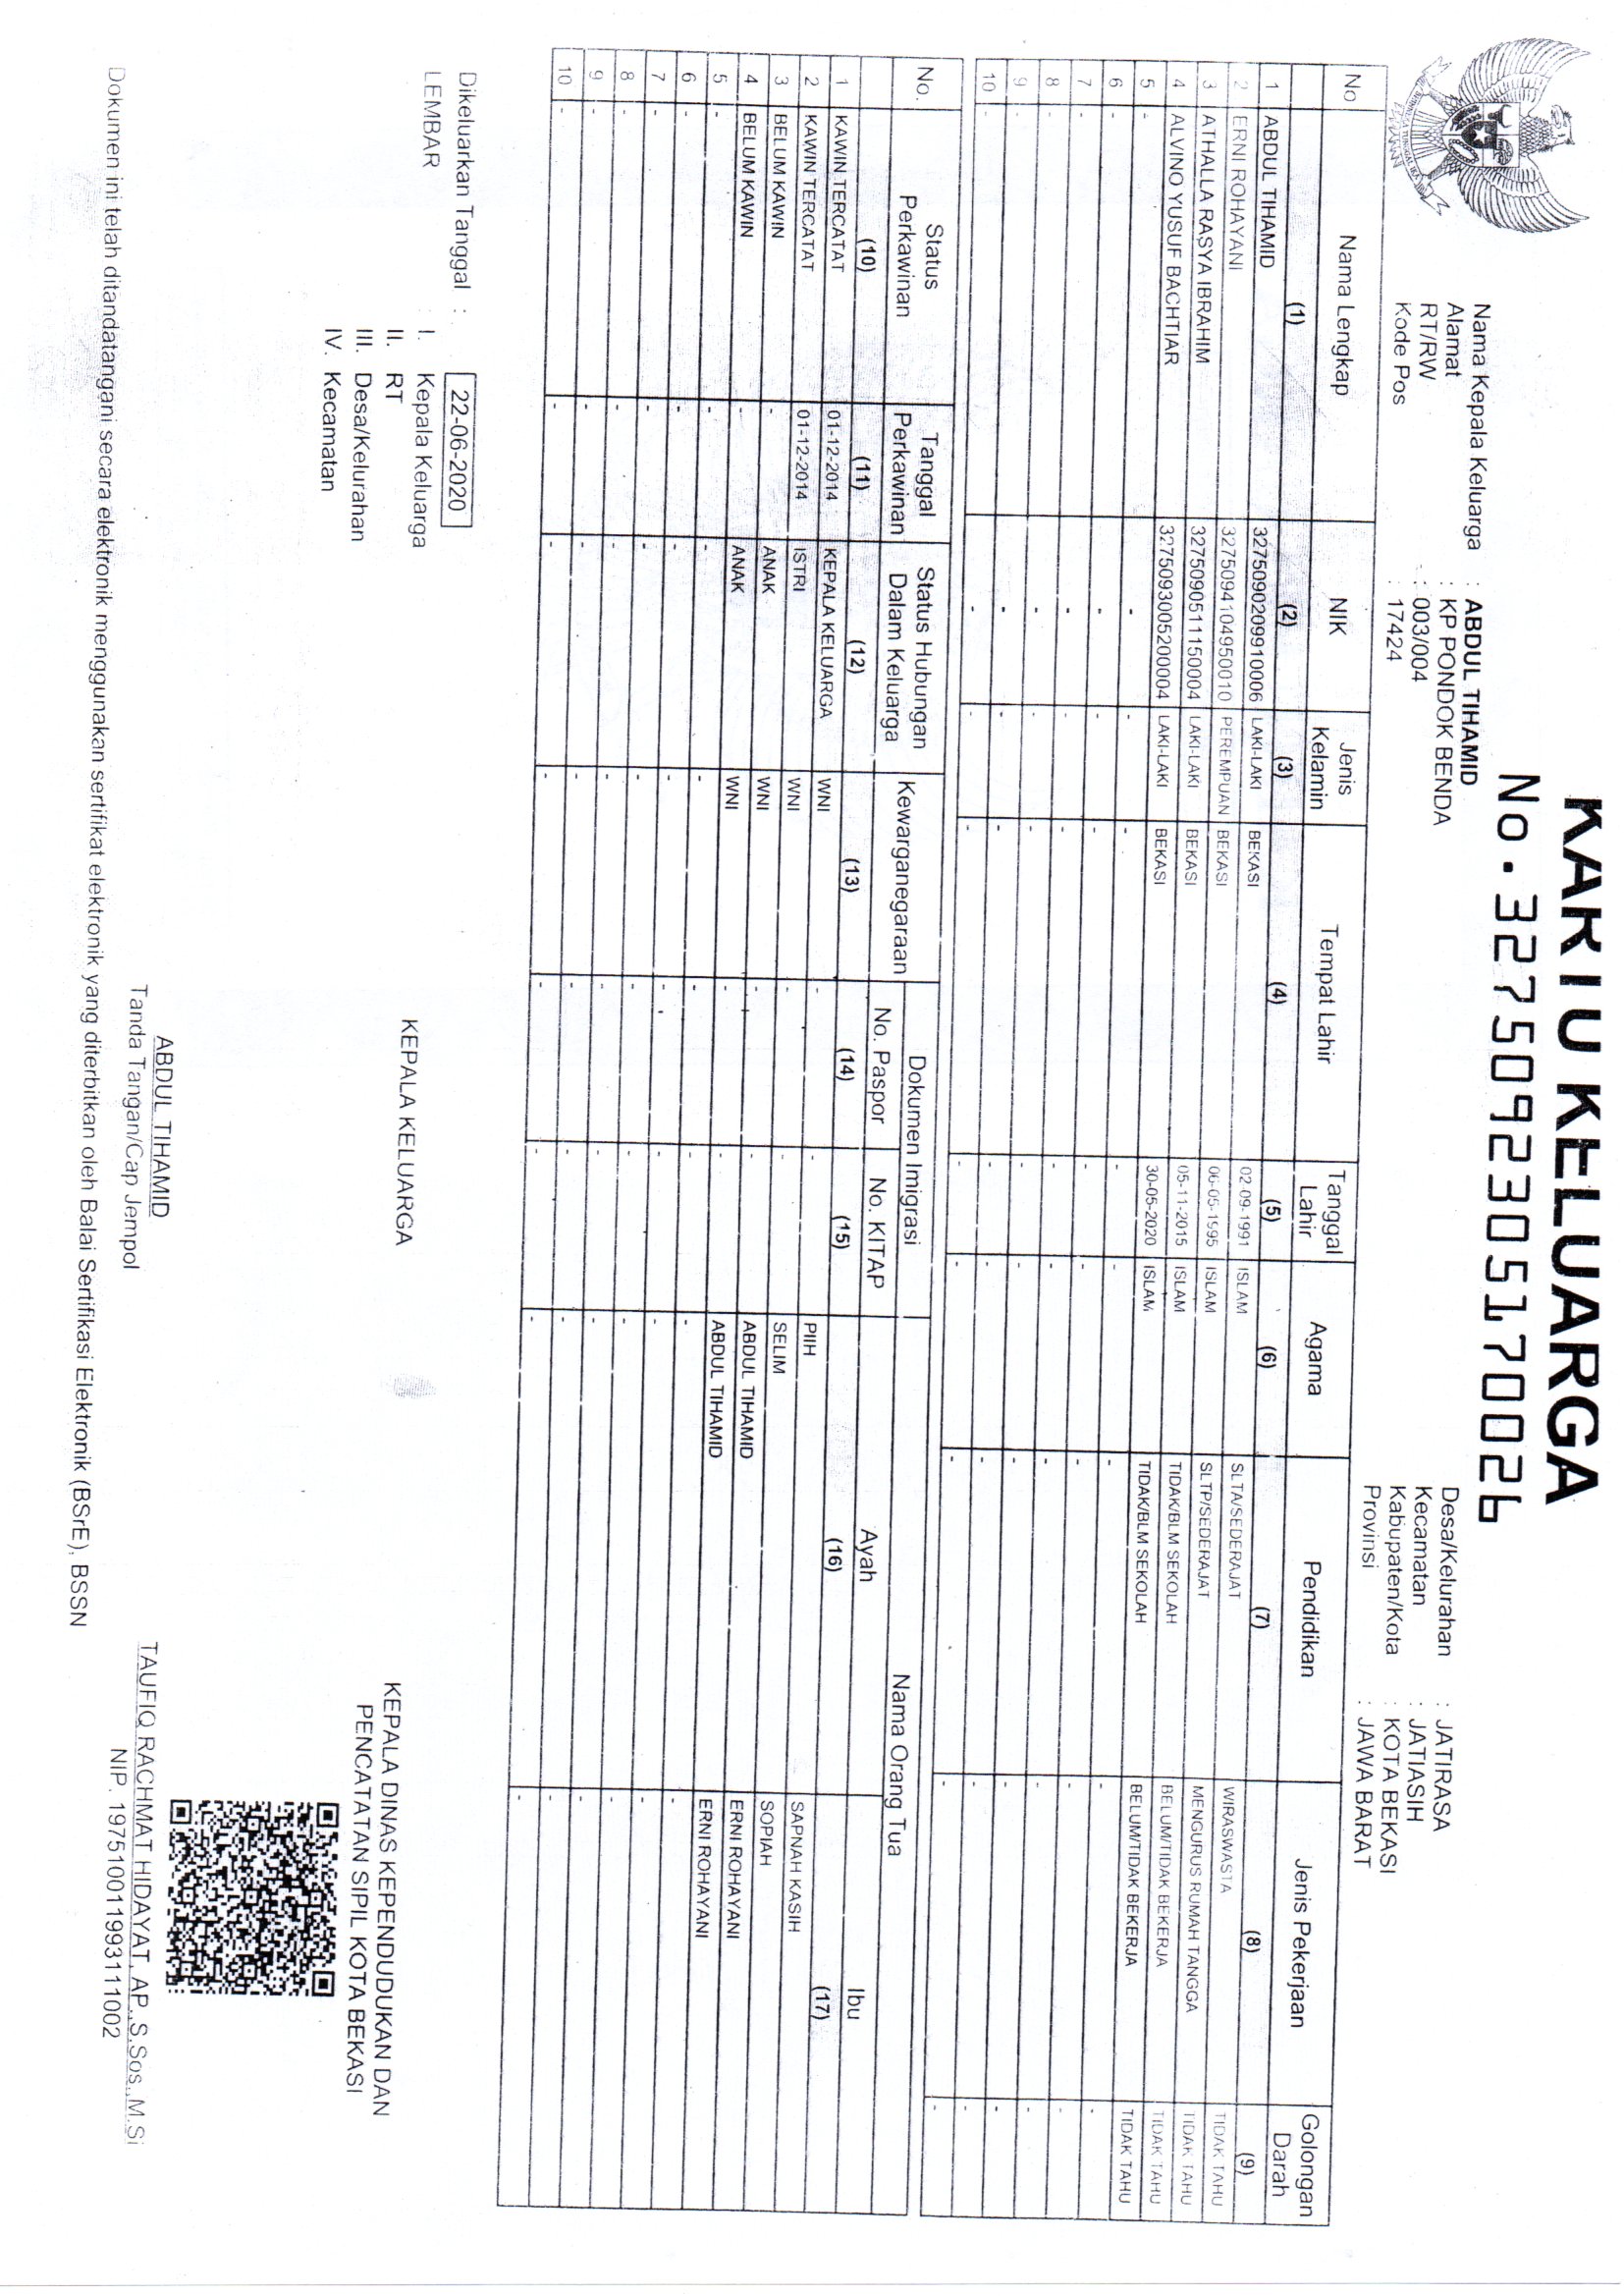 KARTU KELUARGA
No. 3275092305170026
Nama Kepala Keluarga : ABDUL TIHAMID
Alamat : KP PONDOK BENDA
RT/RW : 003/004
Kode Pos : 17424
Desa/Kelurahan : JATIRASA
Kecamatan : JATIASIH
Kabupaten/Kota : KOTA BEKASI
Provinsi : JAWA BARAT
No Nama Lengkap NIK Jenis Kelamin Tempat Lahir Tanggal Lahir Agama Pendidikan Jenis Pekerjaan Golongan Darah
(1) (2) (3) (4) (5) (6) (7) (8) (9)
1 ABDUL TIHAMID 3275090209910006 LAKI-LAKI BEKASI 02-09-1991 ISLAM SLTA/SEDERAJAT WIRASWASTA TIDAK TAHU
2 ERNI ROHAYANI 3275094104950010 PEREMPUAN BEKASI 06-05-1995 ISLAM SLTP/SEDERAJAT MENGURUS RUMAH TANGGA TIDAK TAHU
3 ATHALLA RASYA IBRAHIM 3275090511150004 LAKI-LAKI BEKASI 05-11-2015 ISLAM TIDAK/BLM SEKOLAH BELUM/TIDAK BEKERJA TIDAK TAHU
4 ALVINO YUSUF BACHTIAR 3275093005200004 LAKI-LAKI BEKASI 30-05-2020 ISLAM TIDAK/BLM SEKOLAH BELUM/TIDAK BEKERJA TIDAK TAHU
5 - - - - - - - - -
6 - - - - - - - - -
7 - - - - - - - - -
8 - - - - - - - - -
9 - - - - - - - - -
10 - - - - - - - - -
No. Status Perkawinan Tanggal Perkawinan Status Hubungan Dalam Keluarga Kewarganegaraan Dokumen Imigrasi Nama Orang Tua
No. Paspor No. KITAP Ayah Ibu
(10) (11) (12) (13) (14) (15) (16) (17)
1 KAWIN TERCATAT 01-12-2014 KEPALA KELUARGA WNI - - PIIH SAPNAH KASIH
2 KAWIN TERCATAT 01-12-2014 ISTRI WNI - - SELIM SOPIAH
3 BELUM KAWIN - ANAK WNI - - ABDUL TIHAMID ERNI ROHAYANI
4 BELUM KAWIN - ANAK WNI - - ABDUL TIHAMID ERNI ROHAYANI
5 - - - - - - - -
6 - - - - - - - -
7 - - - - - - - -
8 - - - - - - - -
9 - - - - - - - -
10 - - - - - - - -
Dikeluarkan Tanggal : 22-06-2020
LEMBAR : I. Kepala Keluarga
II. RT
III. Desa/Kelurahan
IV. Kecamatan
KEPALA KELUARGA
ABDUL TIHAMID
Tanda Tangan/Cap Jempol
KEPALA DINAS KEPENDUDUKAN DAN
PENCATATAN SIPIL KOTA BEKASI
TAUFIQ RACHMAT HIDAYAT, AP.,S.Sos.,M.Si
NIP. 197510011993111002
Dokumen ini telah ditandatangani secara elektronik menggunakan sertifikat elektronik yang diterbitkan oleh Balai Sertifikasi Elektronik (BSrE), BSSN